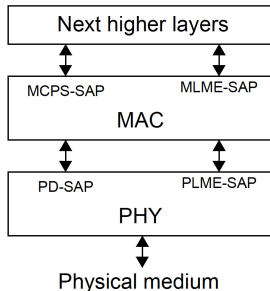 Next higher layers
MCPS-SAP MLME-SAP
MAC
PD-SAP PLME-SAP
PHY
Physical medium